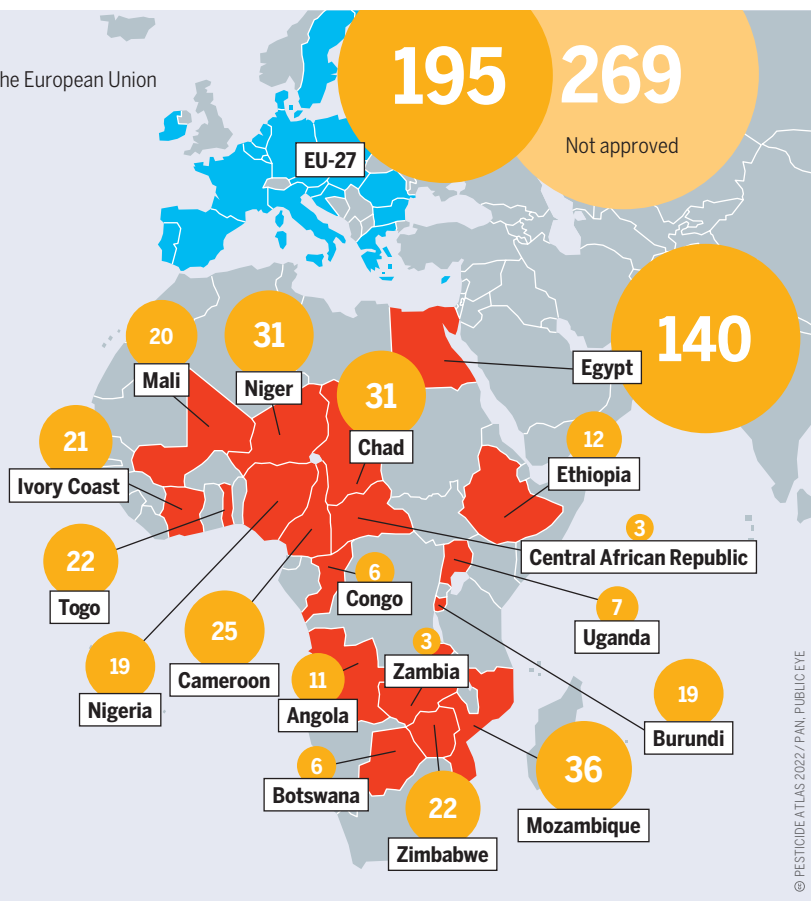 he European Union
195
269
Not approved
EU-27
140
Egypt
20
Mali
31
Niger
31
Chad
21
Ivory Coast
12
Ethiopia
3
Central African Republic
22
Togo
6
Congo
7
Uganda
25
Cameroon
19
Nigeria
3
Zambia
11
Angola
19
Burundi
6
Botswana
36
Mozambique
22
Zimbabwe
© PESTICIDE ATLAS 2022 / PAN, PUBLIC EYE